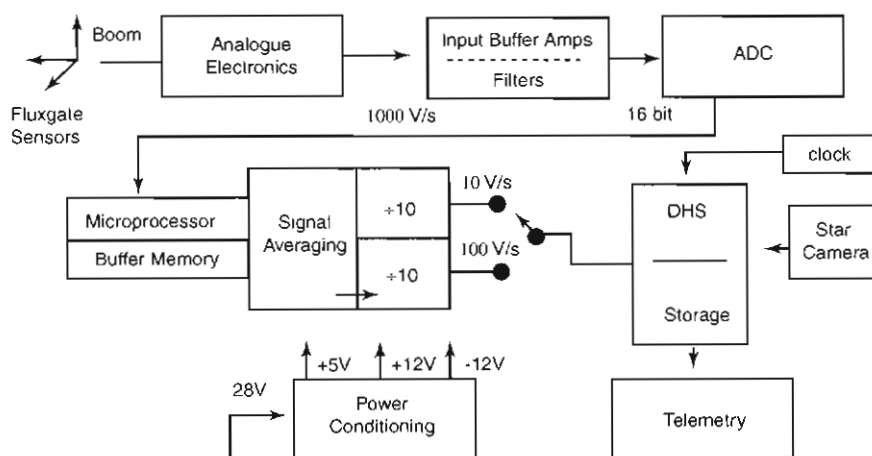 Boom
Fluxgate
Sensors
Analogue
Electronics
Input Buffer Amps
Filters
ADC
1000 V/s
16 bit
clock
Microprocessor
Buffer Memory
Signal
Averaging
÷10
÷10
10 V/s
100 V/s
DHS
Storage
Star
Camera
+5V
+12V
-12V
28V
Power
Conditioning
Telemetry